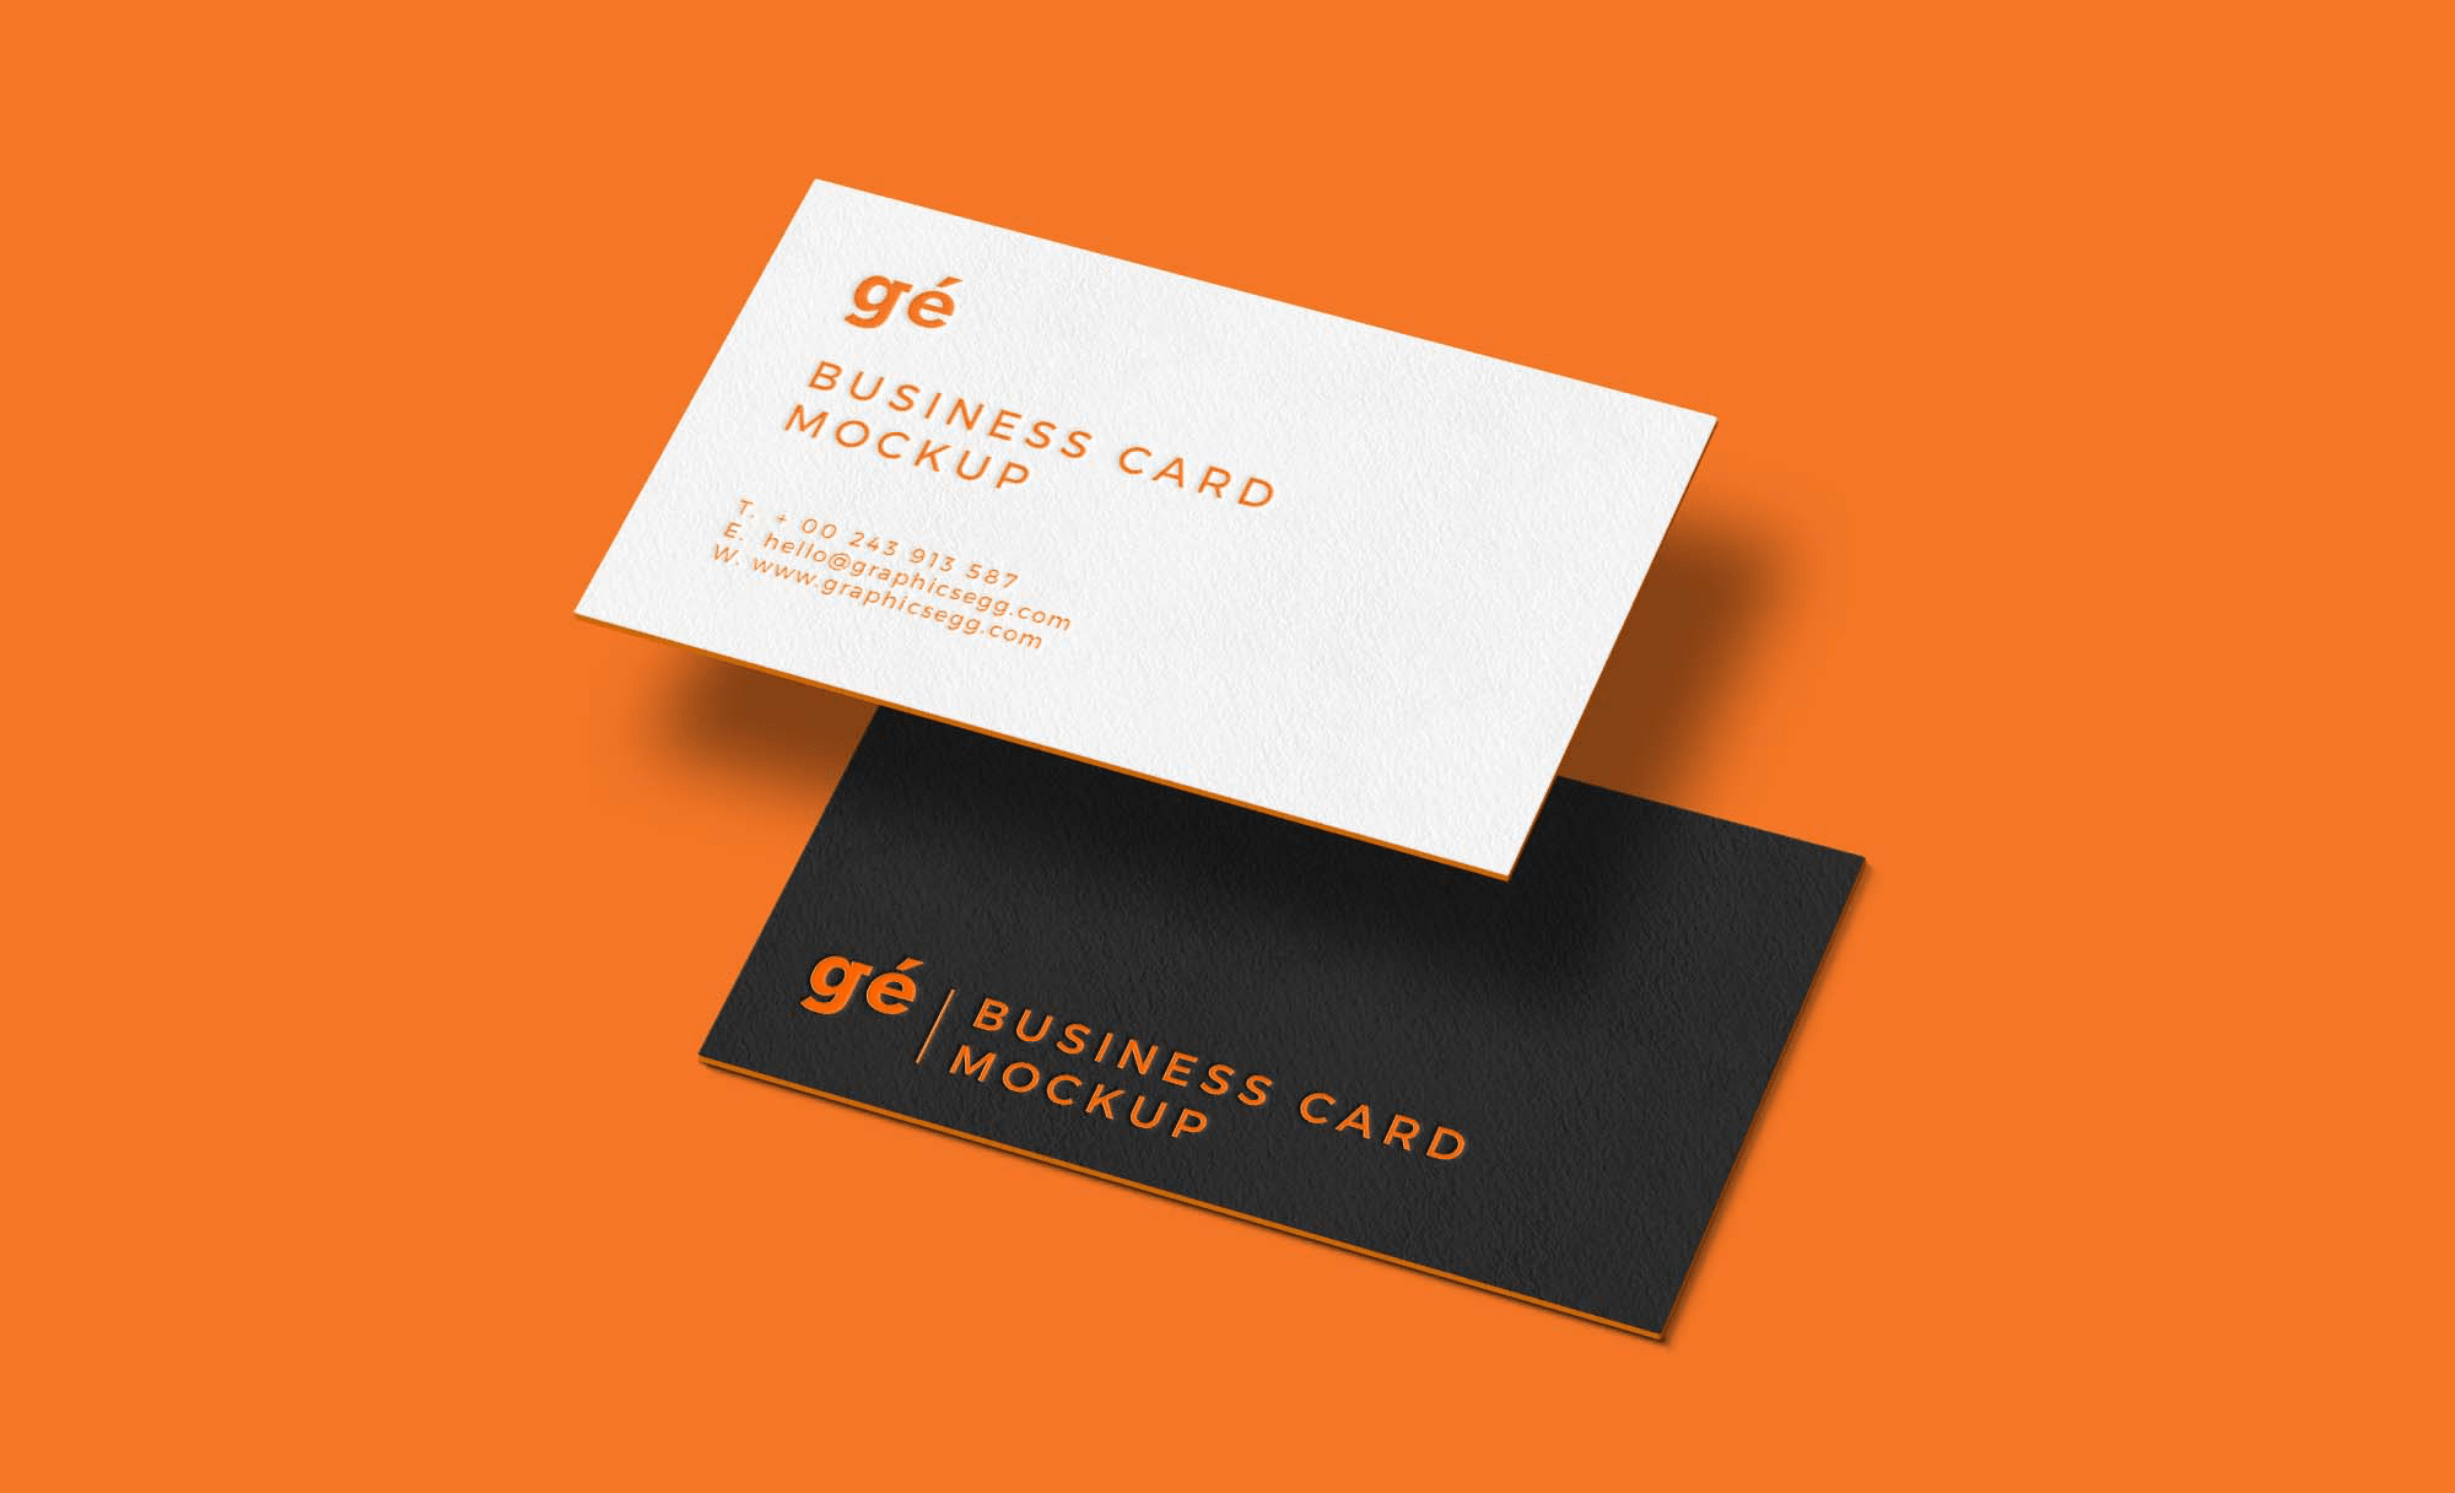 gé
BUSINESS CARD
MOCKUP
T. + 00 243 913 587
E. hello@graphicsegg.com
W. www.graphicsegg.com
gé
BUSINESS CARD
MOCKUP